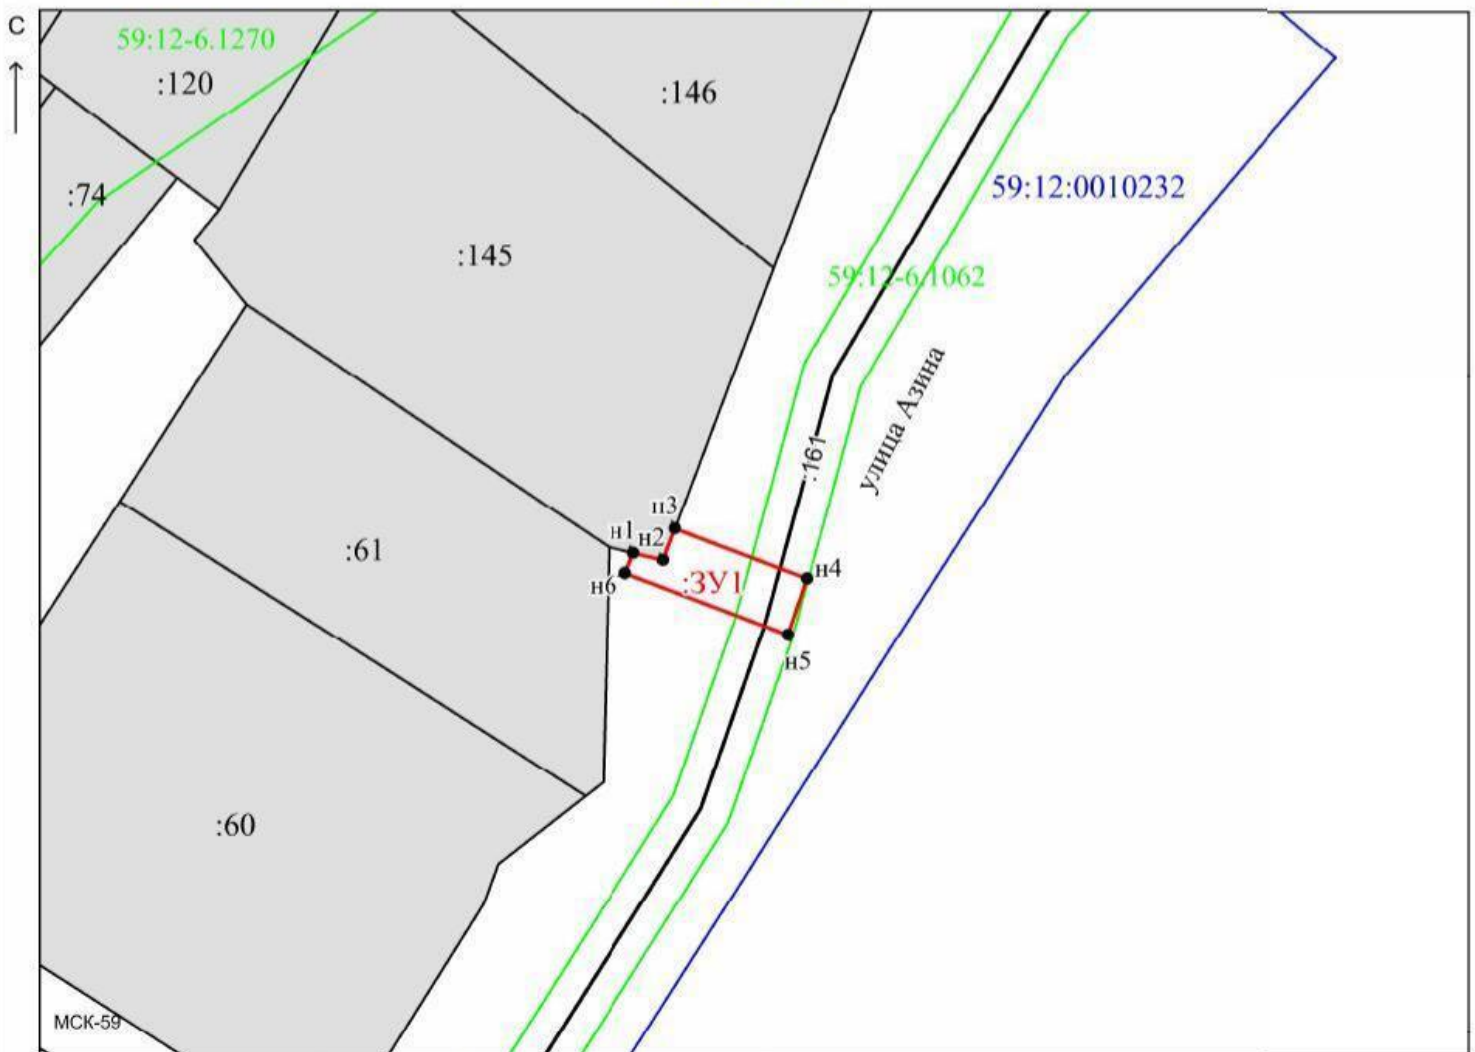 С
59:12-6.1270
:120
:146
:74
59:12:0010232
:145
59:12-6.1062
улица Азина
:161
н3
н1
н2
:61
н4
:ЗУ1
н6
н5
:60
МСК-59